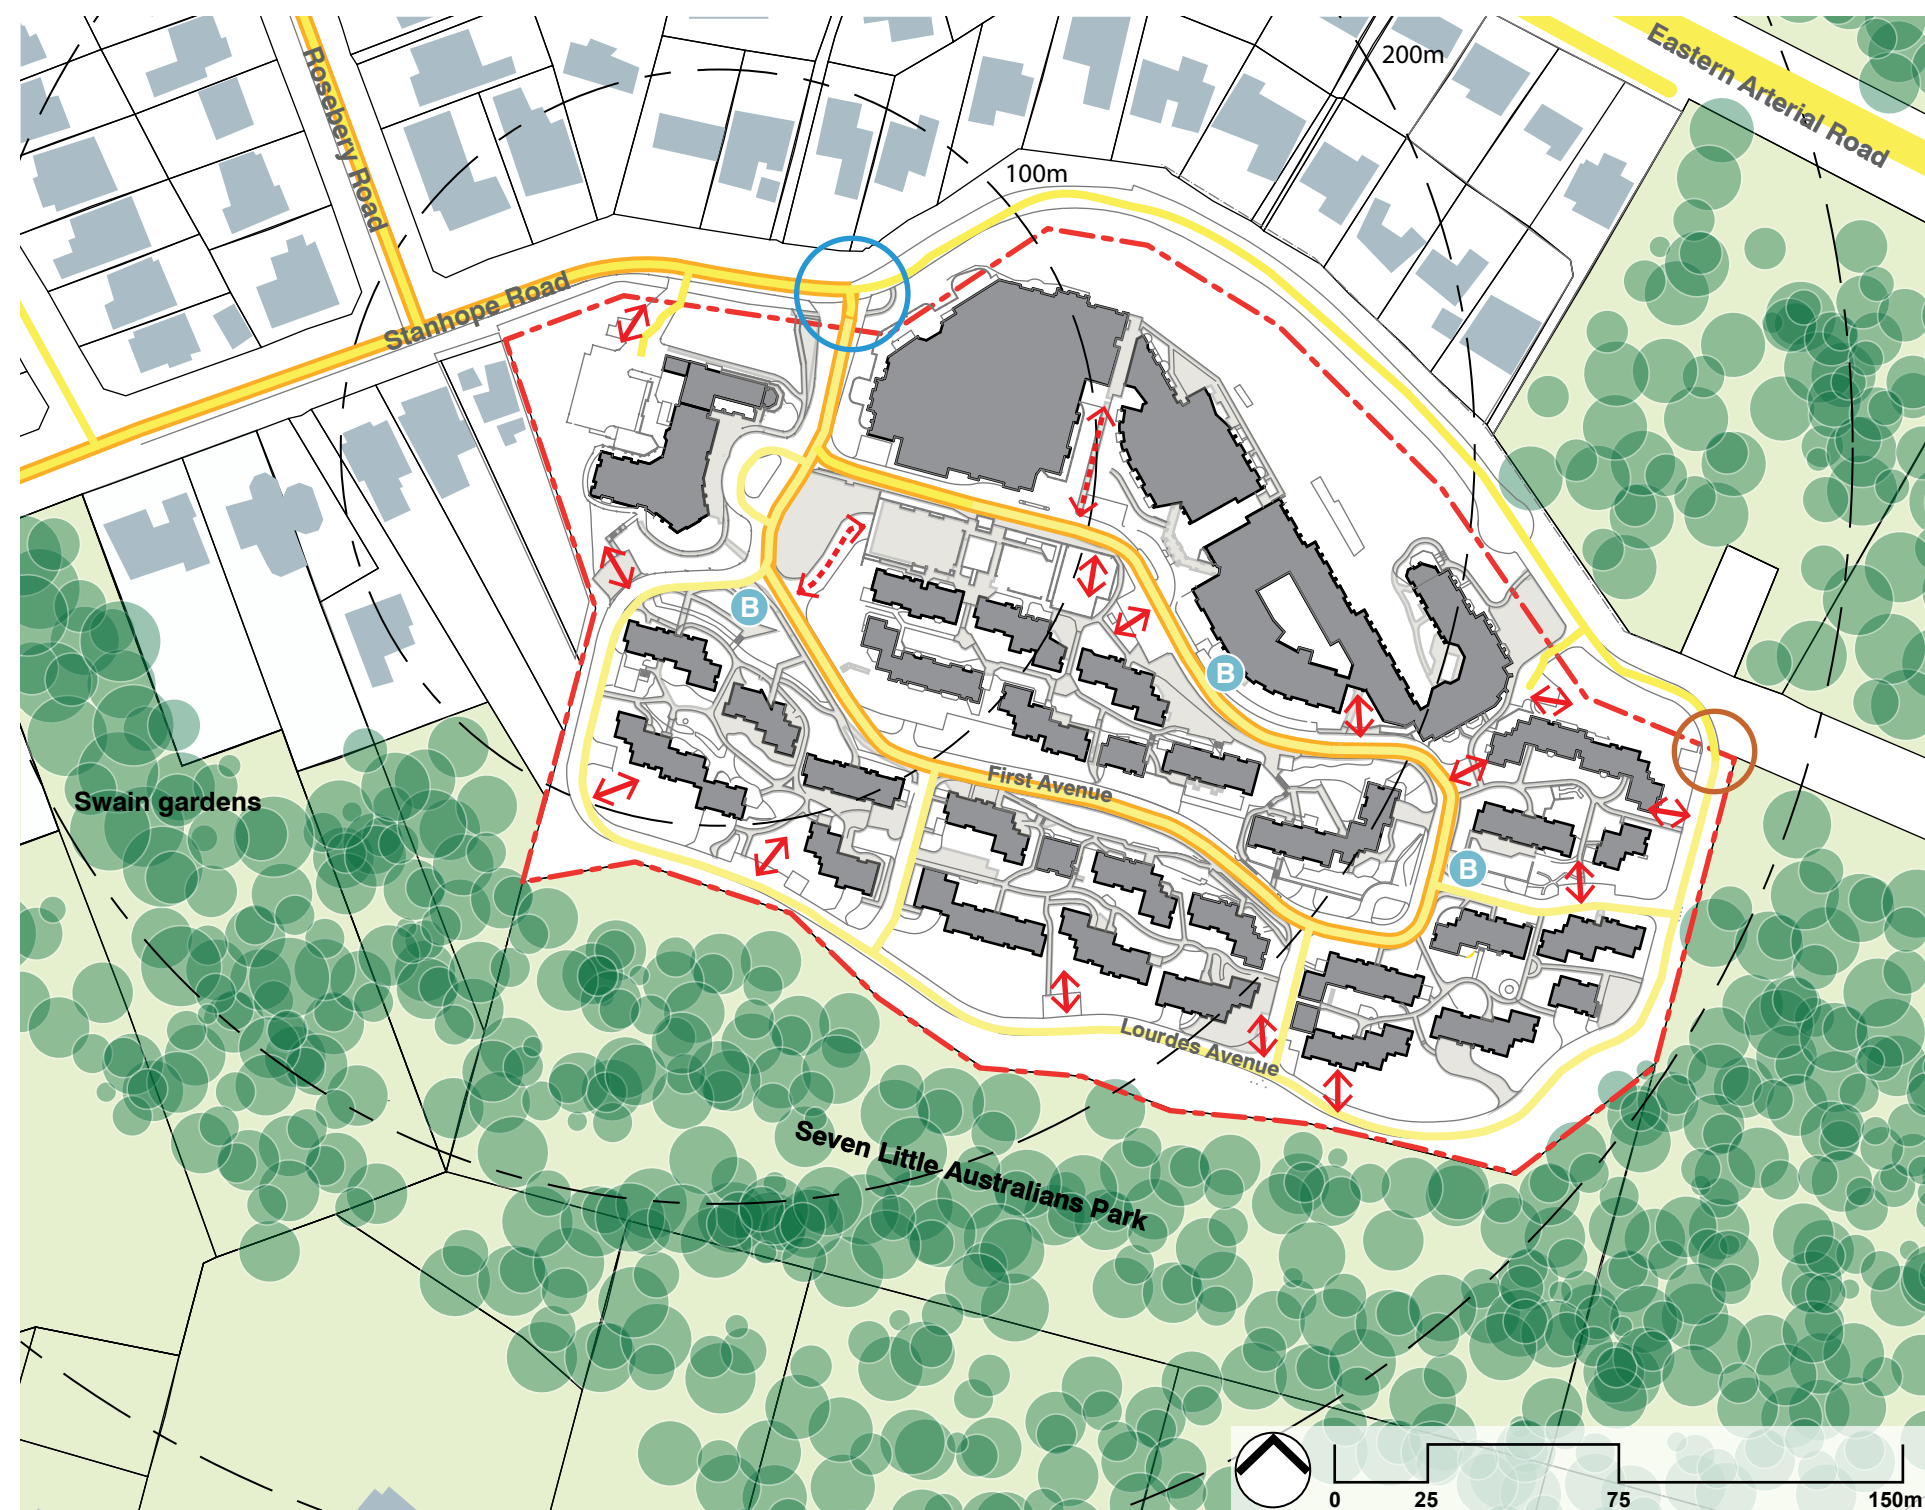 200m
Eastern Arterial Road
Rosebery Road
100m
Stanhope Road
B
B
First Avenue
Swain gardens
B
Lourdes Avenue
Seven Little Australians Park
0 25 75 150m